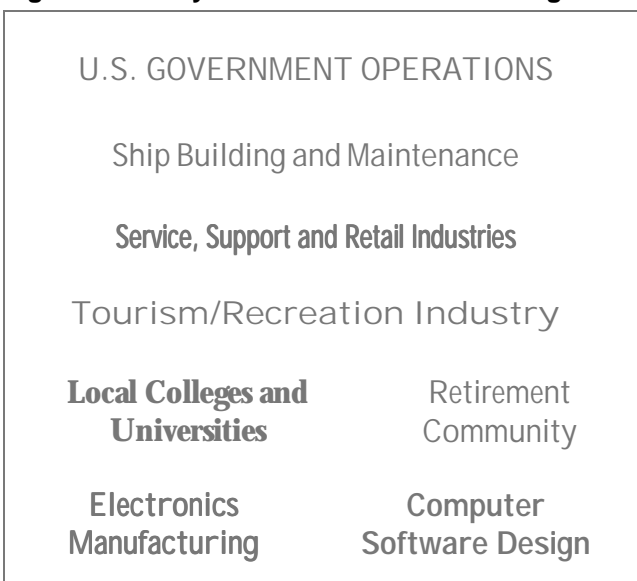 U.S. GOVERNMENT OPERATIONS
Ship Building and Maintenance
Service, Support and Retail Industries
Tourism/Recreation Industry
Local Colleges and
Universities
Retirement
Community
Electronics
Manufacturing
Computer
Software Design